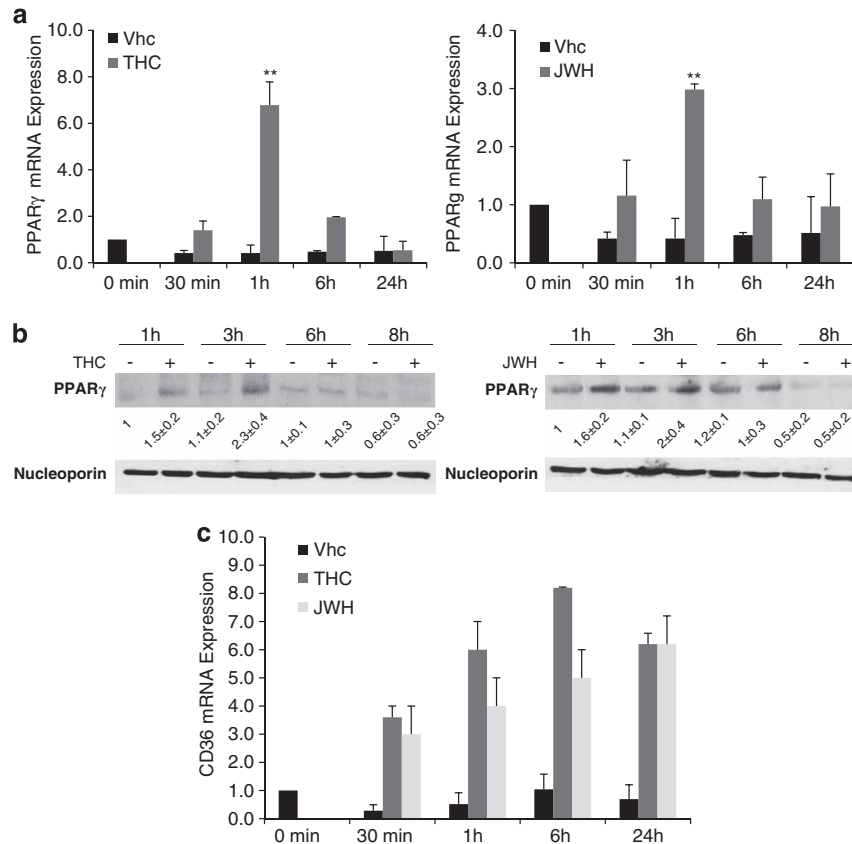 a
PPARγ mRNA Expression
10.0
8.0
6.0
4.0
2.0
0.0
Vhc
THC
**
0 min 30 min 1h 6h 24h
PPARg mRNA Expression
4.0
3.0
2.0
1.0
0.0
Vhc
JWH
**
0 min 30 min 1h 6h 24h
b
1h 3h 6h 8h
THC - + - + - + - +
PPARγ
1 1.5±0.2 1.1±0.2 2.3±0.4 1±0.1 1±0.3 0.6±0.3 0.6±0.3
Nucleoporin
1h 3h 6h 8h
JWH - + - + - + - +
PPARγ
1 1.6±0.2 1.1±0.1 2±0.4 1.2±0.1 1±0.3 0.5±0.2 0.5±0.2
Nucleoporin
c
CD36 mRNA Expression
10.0
9.0
8.0
7.0
6.0
5.0
4.0
3.0
2.0
1.0
0.0
Vhc
THC
JWH
0 min 30 min 1h 6h 24h